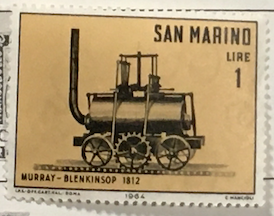 SAN MARINO
LIRE
1
MURRAY-BLENKINSOP 1812
1964